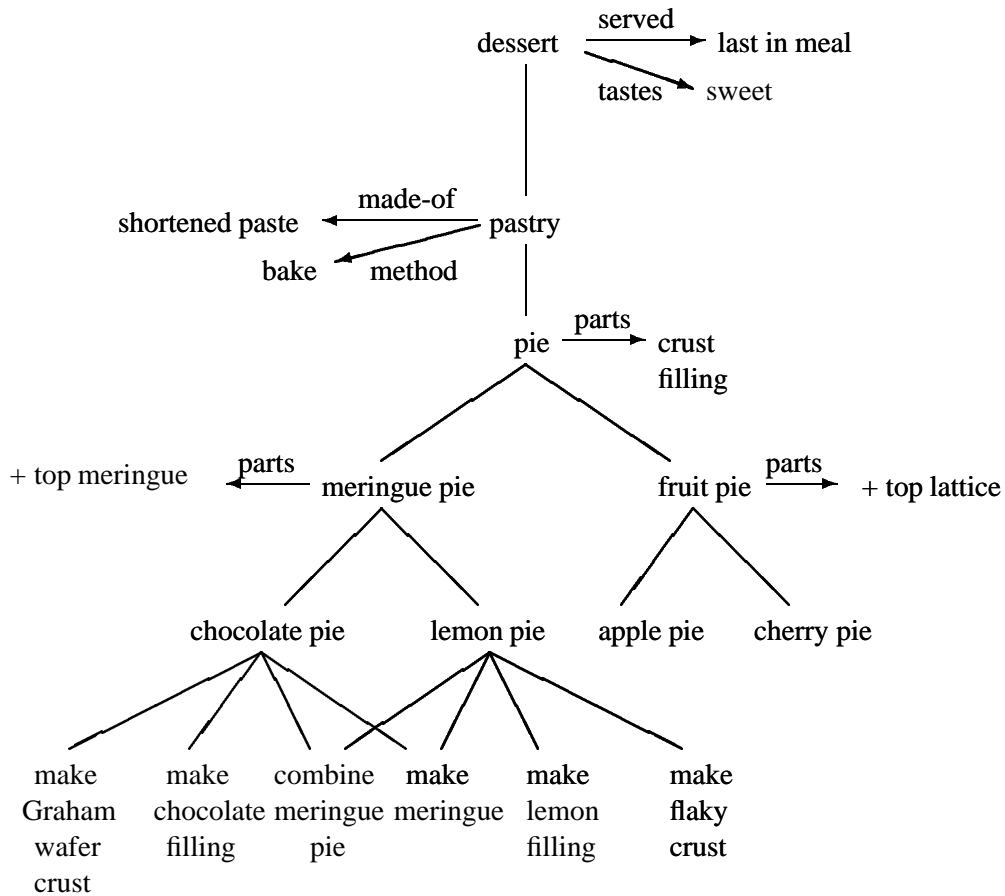 served
dessert last in meal
tastes sweet
made-of
shortened paste pastry
bake method
parts
pie crust
filling
+ top meringue parts meringue pie fruit pie parts + top lattice
chocolate pie lemon pie apple pie cherry pie
make make combine make make make
Graham chocolate meringue meringue lemon flaky
wafer filling pie filling crust
crust